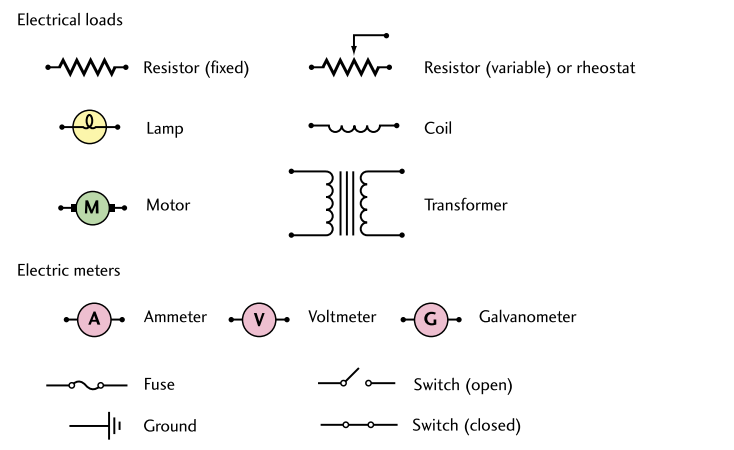 Electrical loads
Resistor (fixed)
Resistor (variable) or rheostat
Lamp
Coil
M
Motor
Transformer
Electric meters
A
Ammeter
V
Voltmeter
G
Galvanometer
Fuse
Switch (open)
Ground
Switch (closed)